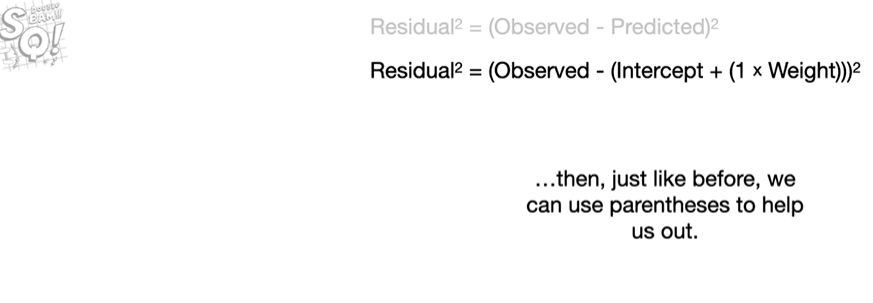 Residual² = (Observed - Predicted)²
Residual² = (Observed - (Intercept + (1 x Weight)))²
…then, just like before, we
can use parentheses to help
us out.